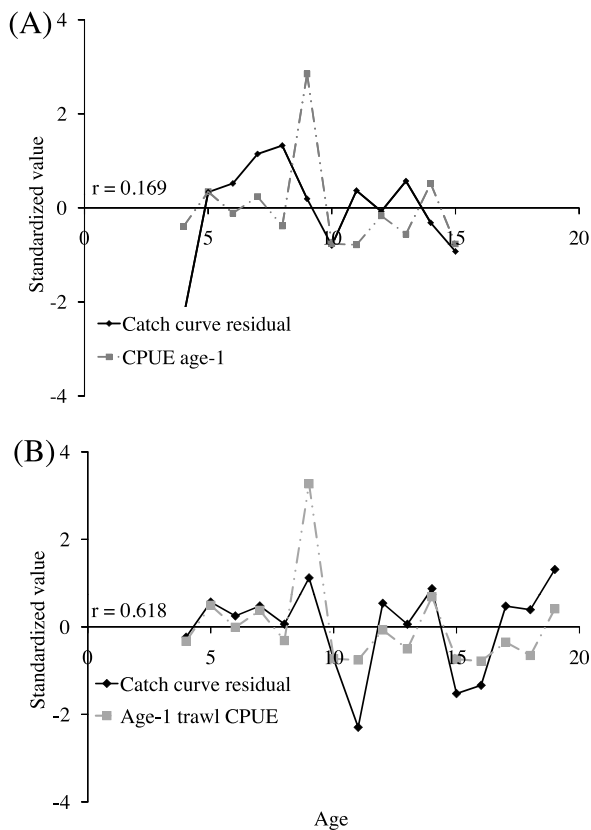 (A)
4
2
0
-2
-4
Standardized value
r = 0.169
0 5 10 15 20
Catch curve residual
CPUE age-1
(B)
4
2
0
-2
-4
Standardized value
r = 0.618
0 5 10 15 20
Catch curve residual
Age-1 trawl CPUE
Age